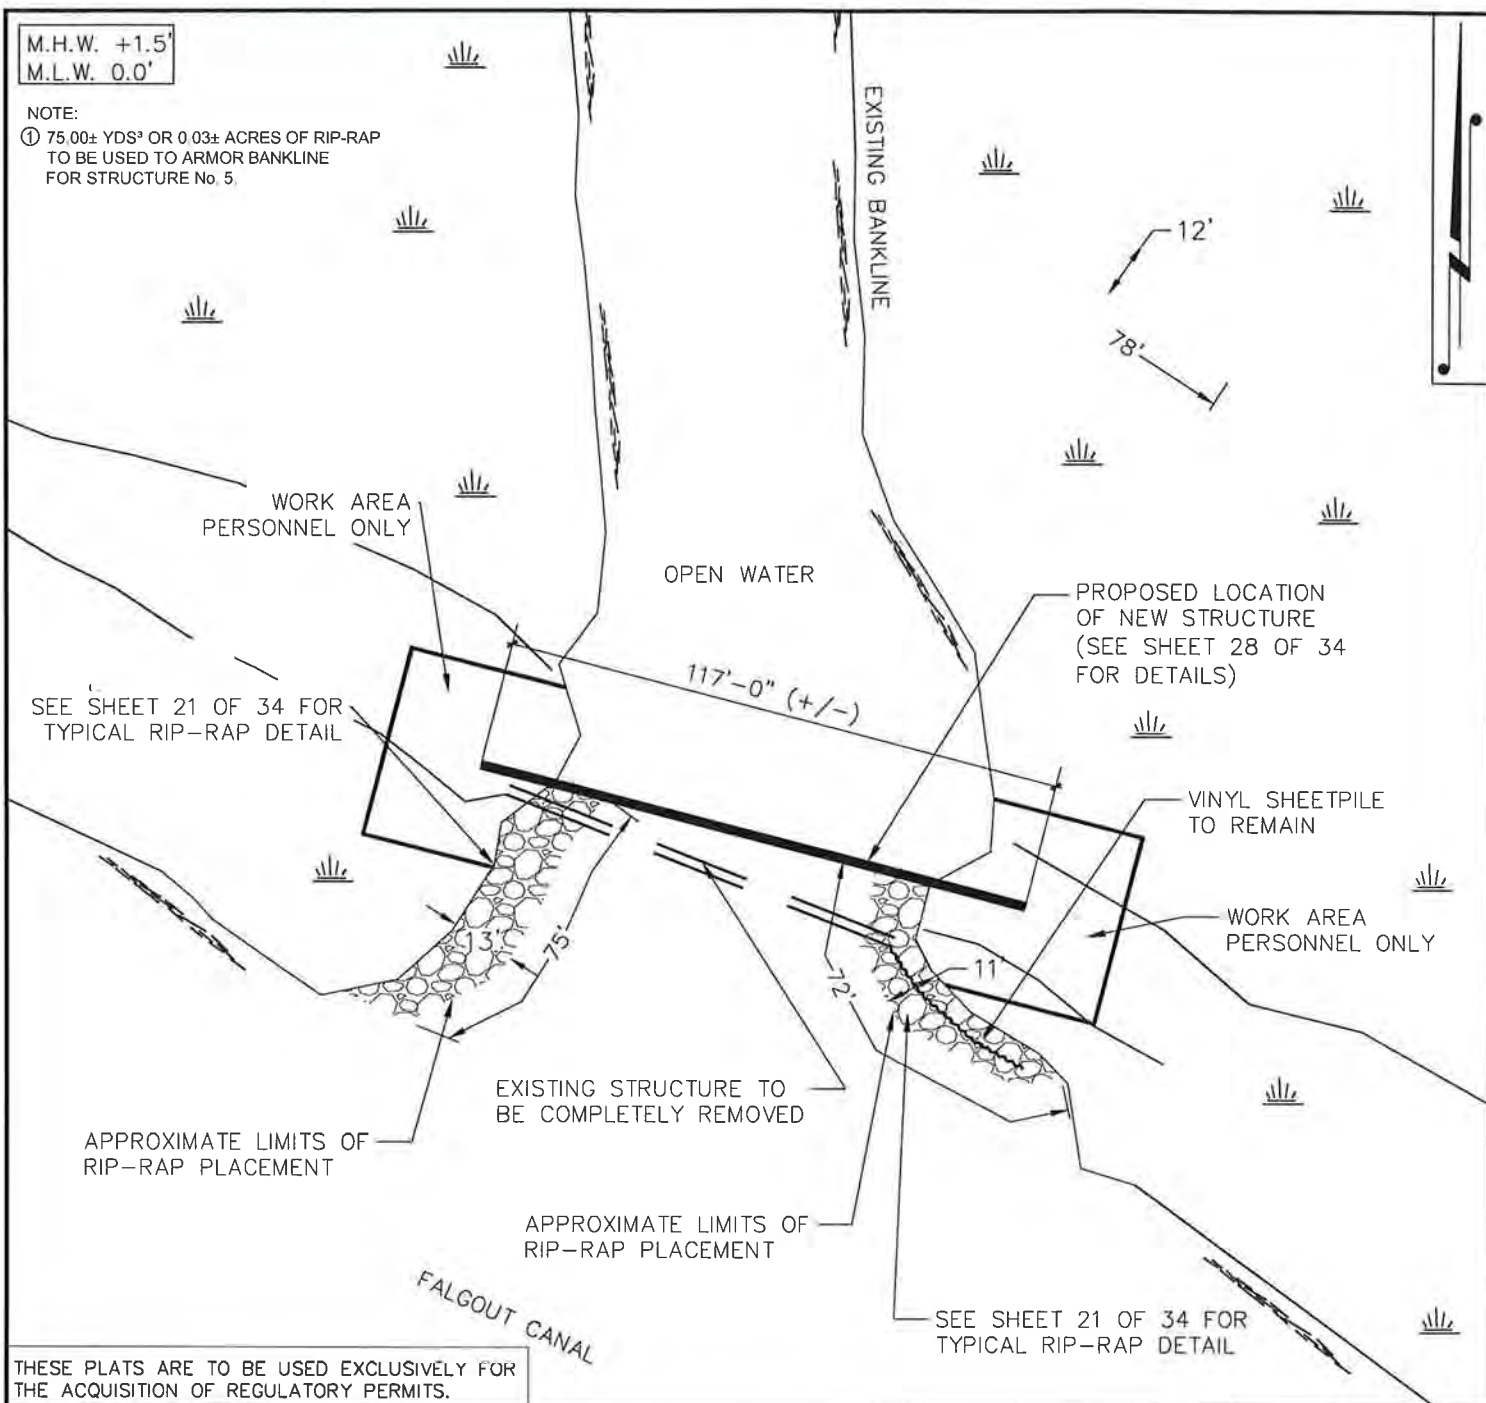 M.H.W. +1.5'
M.L.W. 0.0'
NOTE:
① 75.00± YDS³ OR 0.03± ACRES OF RIP-RAP
TO BE USED TO ARMOR BANKLINE
FOR STRUCTURE No. 5.
EXISTING BANKLINE
12'
78'
WORK AREA
PERSONNEL ONLY
OPEN WATER
PROPOSED LOCATION
OF NEW STRUCTURE
(SEE SHEET 28 OF 34
FOR DETAILS)
117'-0" (+/-)
SEE SHEET 21 OF 34 FOR
TYPICAL RIP-RAP DETAIL
VINYL SHEETPILE
TO REMAIN
WORK AREA
PERSONNEL ONLY
13'
75'
72'
11'
EXISTING STRUCTURE TO
BE COMPLETELY REMOVED
APPROXIMATE LIMITS OF
RIP-RAP PLACEMENT
APPROXIMATE LIMITS OF
RIP-RAP PLACEMENT
FALGOUT CANAL
SEE SHEET 21 OF 34 FOR
TYPICAL RIP-RAP DETAIL
THESE PLATS ARE TO BE USED EXCLUSIVELY FOR
THE ACQUISITION OF REGULATORY PERMITS.